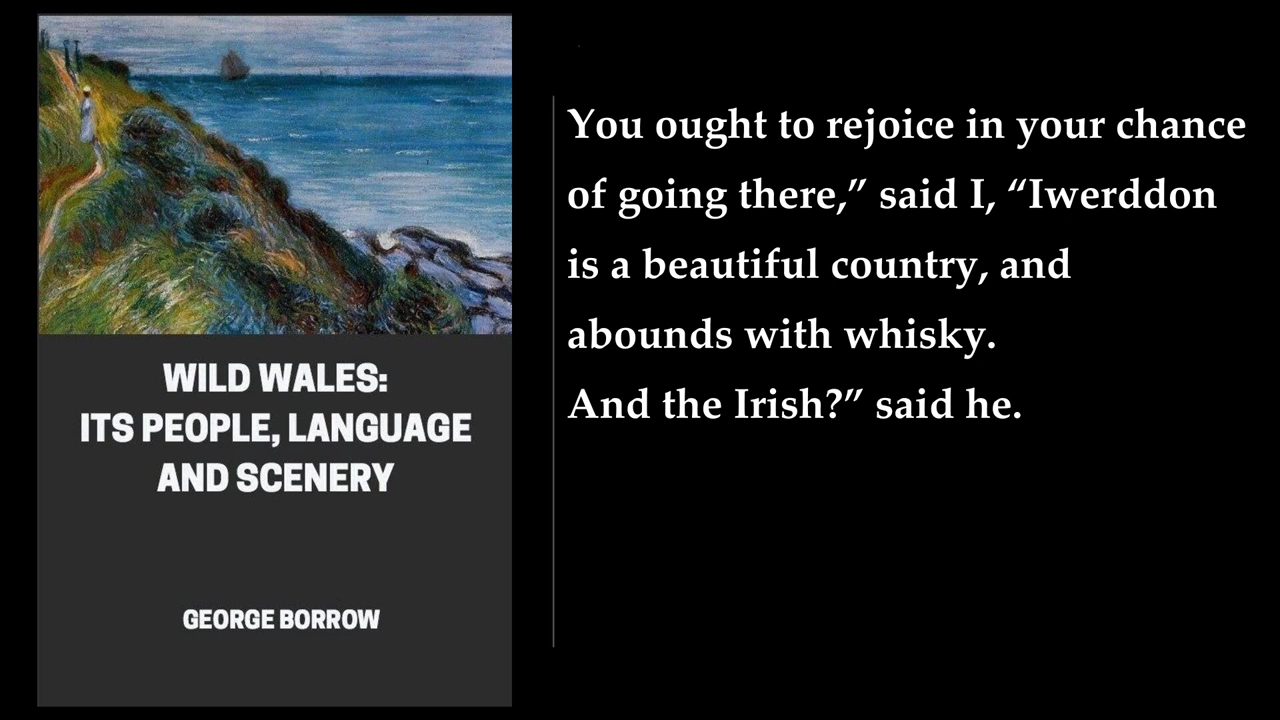 WILD WALES:
ITS PEOPLE, LANGUAGE
AND SCENERY
GEORGE BORROW
You ought to rejoice in your chance
of going there,” said I, “Iwerddon
is a beautiful country, and
abounds with whisky.
And the Irish?” said he.